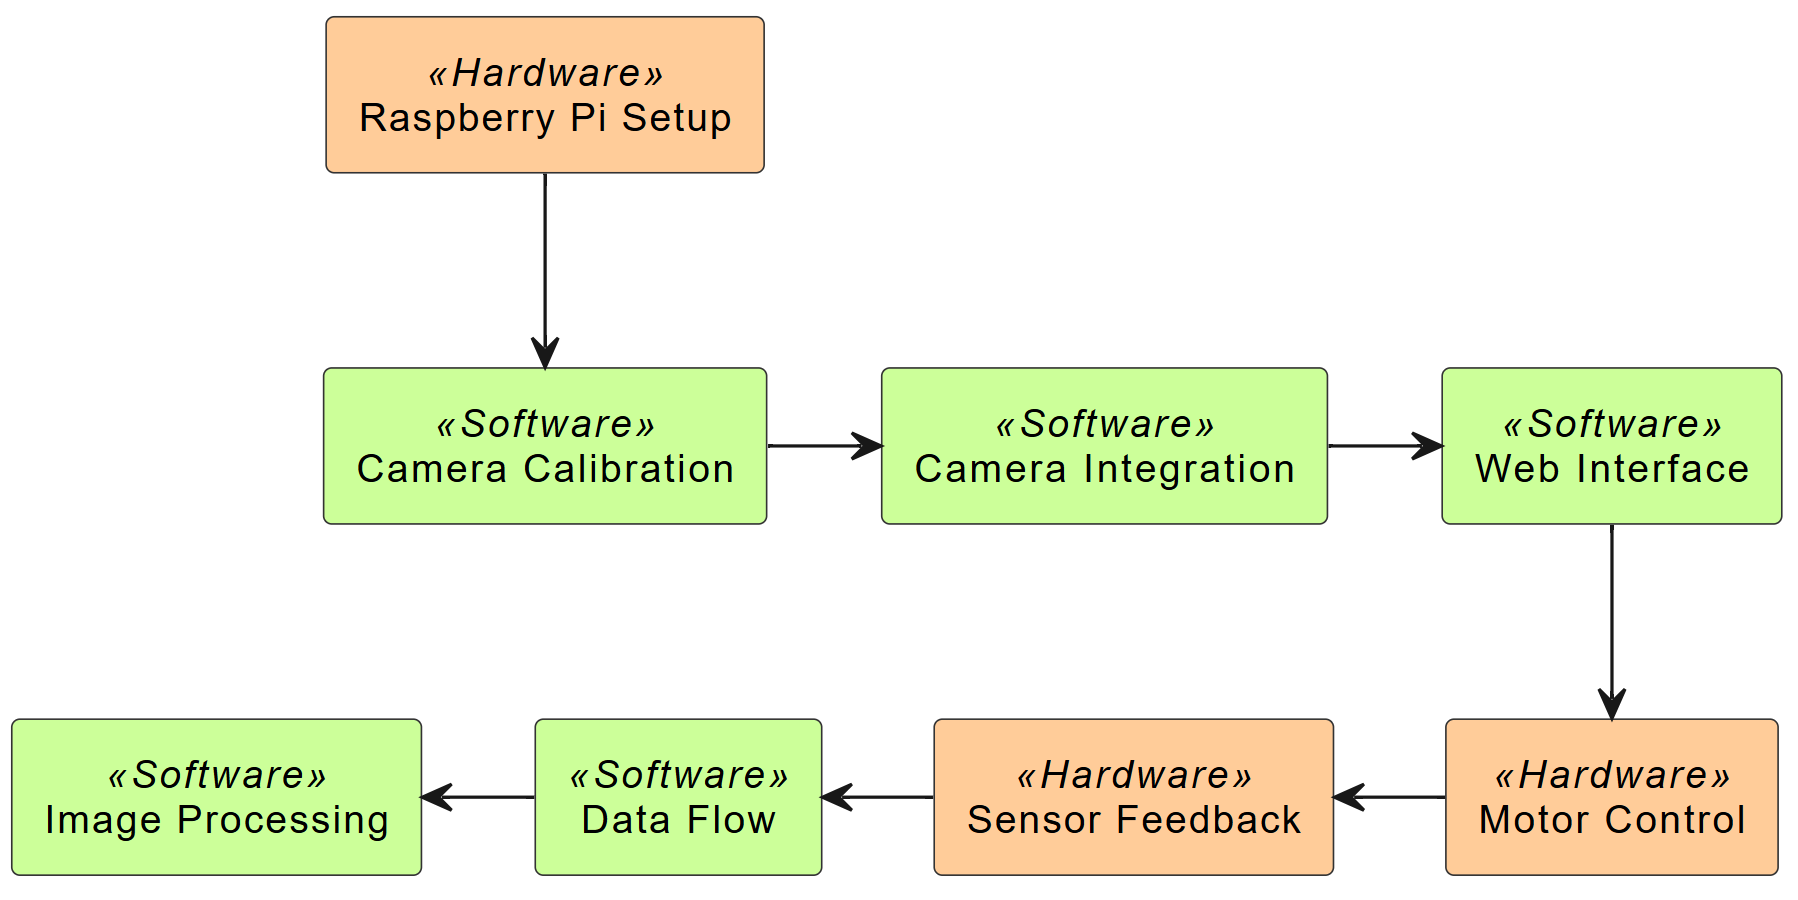 «Hardware»
Raspberry Pi Setup
«Software»
Camera Calibration
«Software»
Camera Integration
«Software»
Web Interface
«Software»
Image Processing
«Software»
Data Flow
«Hardware»
Sensor Feedback
«Hardware»
Motor Control